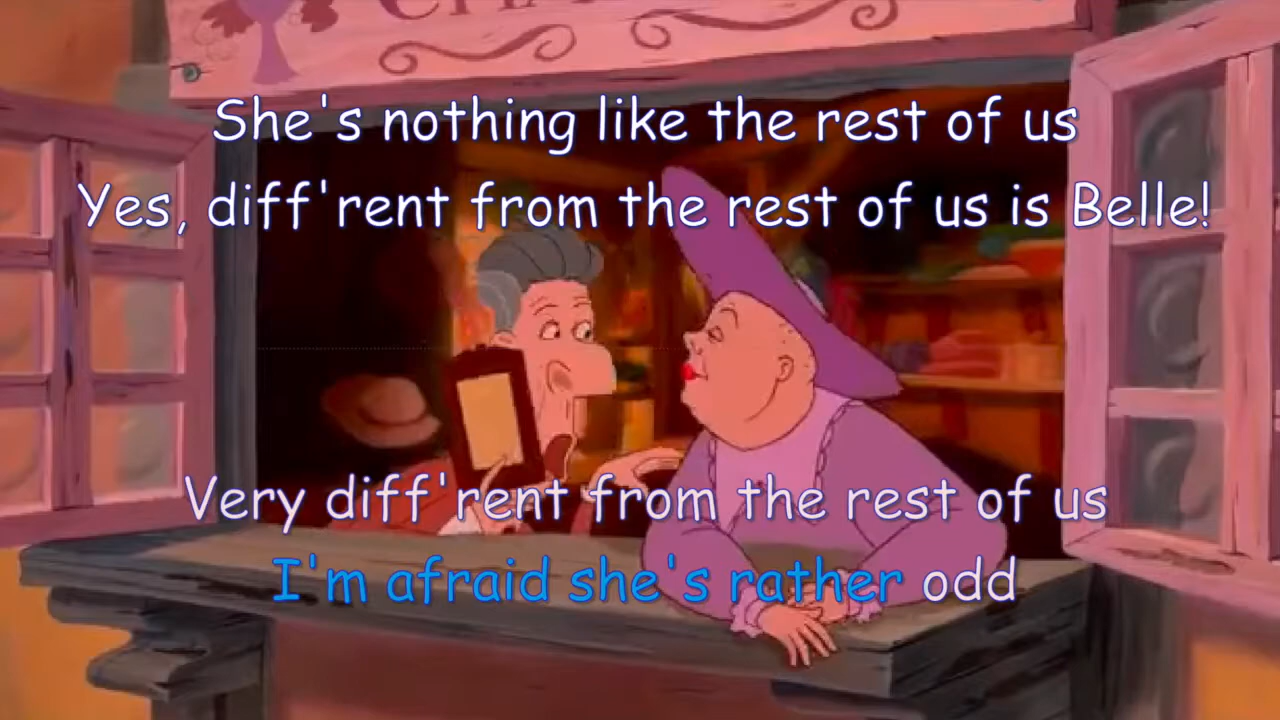 She's nothing like the rest of us
Yes, diff'rent from the rest of us is Belle!
Very diff'rent from the rest of us
I'm afraid she's rather odd